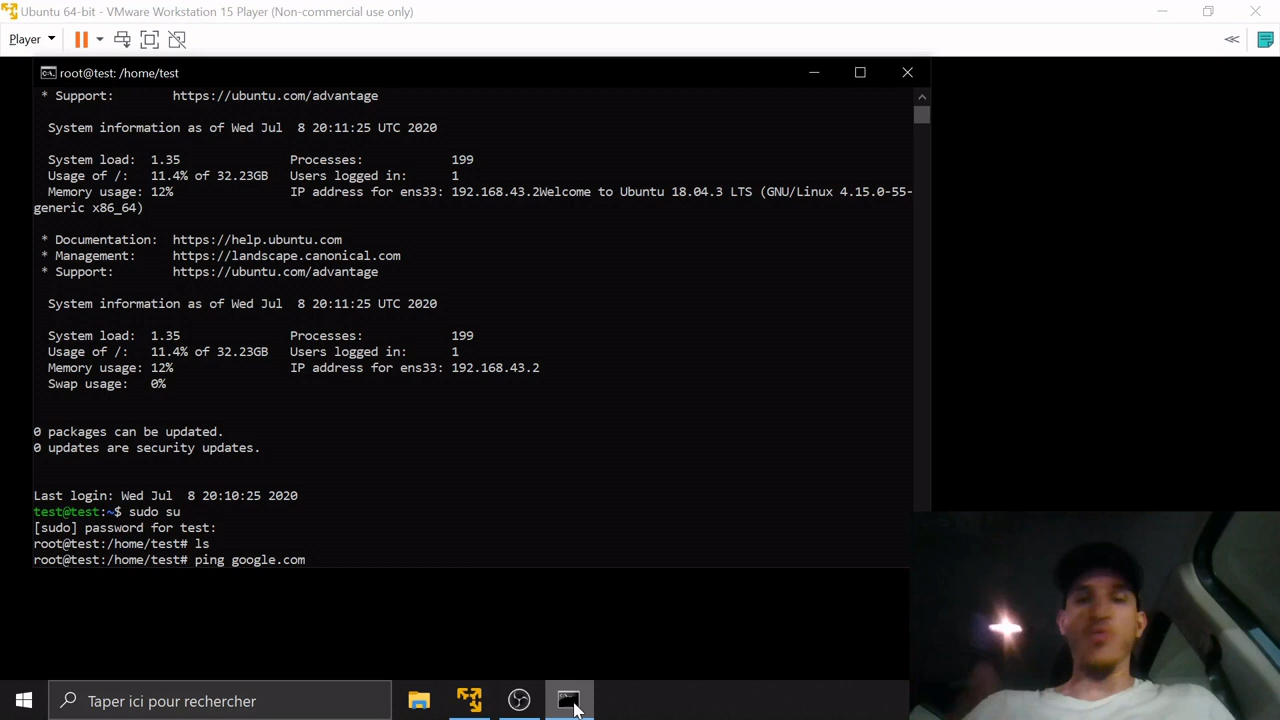 Ubuntu 64-bit - VMware Workstation 15 Player (Non-commercial use only)
Player
root@test: /home/test
* Support: https://ubuntu.com/advantage
System information as of Wed Jul  8 20:11:25 UTC 2020
System load: 1.35 Processes: 199
Usage of /: 11.4% of 32.23GB Users logged in: 1
Memory usage: 12% IP address for ens33: 192.168.43.2Welcome to Ubuntu 18.04.3 LTS (GNU/Linux 4.15.0-55-
generic x86_64)
* Documentation: https://help.ubuntu.com
* Management: https://landscape.canonical.com
* Support: https://ubuntu.com/advantage
System information as of Wed Jul  8 20:11:25 UTC 2020
System load: 1.35 Processes: 199
Usage of /: 11.4% of 32.23GB Users logged in: 1
Memory usage: 12% IP address for ens33: 192.168.43.2
Swap usage: 0%
0 packages can be updated.
0 updates are security updates.
Last login: Wed Jul  8 20:10:25 2020
test@test:~$ sudo su
[sudo] password for test:
root@test:/home/test# ls
root@test:/home/test# ping google.com
Taper ici pour rechercher